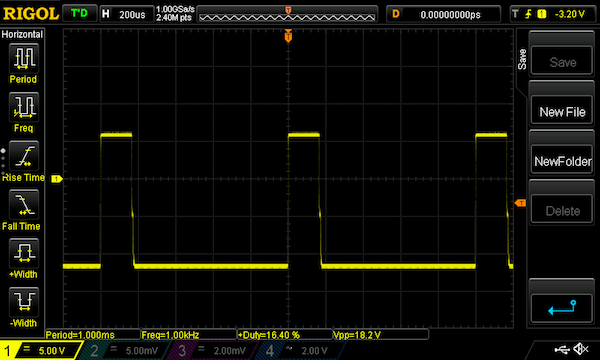 RIGOL T'D H 200us 1.00GSa/s 2.40M pts D 0.00000000ps T 1 -3.20 V
Horizontal
Period
Freq
Rise Time
Fall Time
+Width
-Width
T
T
T
Save
Save
New File
NewFolder
Delete
Period=1.000ms Freq=1.00kHz +Duty=16.40 % Vpp=18.2 V
1 = 5.00 V 2 = 5.00mV 3 = 2.00mV 4 ~ 2.00 V